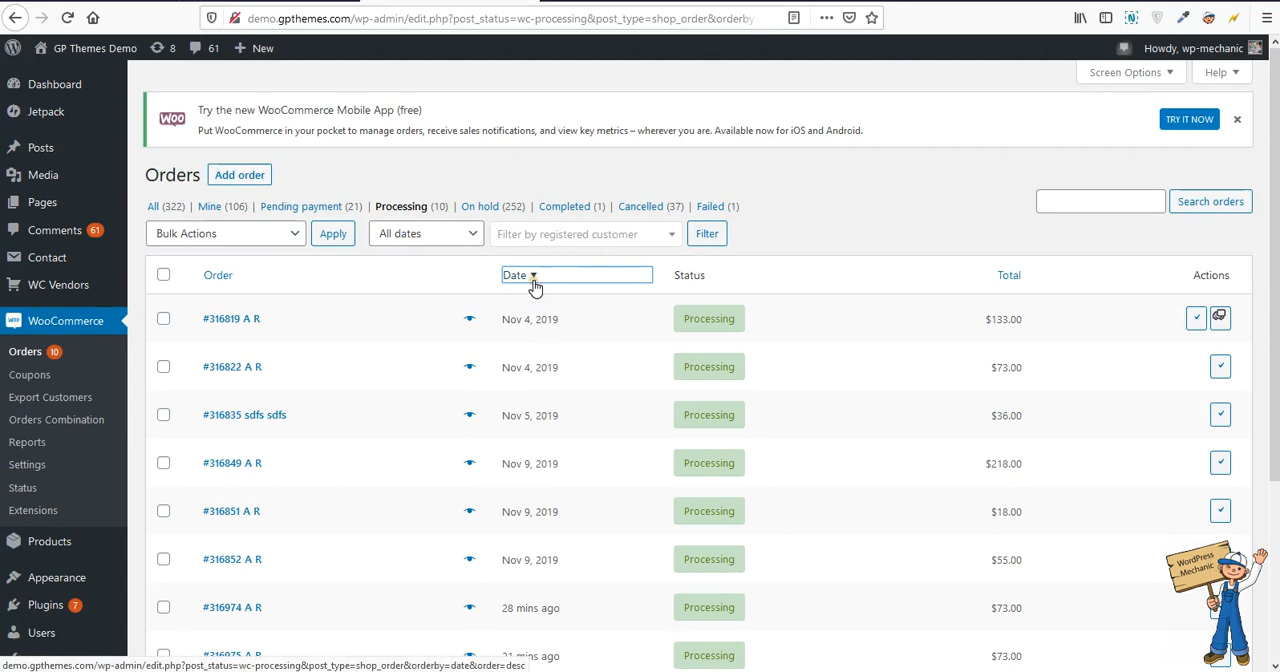 demo.gpthemes.com/wp-admin/edit.php?post_status=wc-processing&post_type=shop_order&orderby=
GP Themes Demo 8 61 + New Howdy, wp-mechanic
Screen Options ▼ Help ▼
WOO Try the new WooCommerce Mobile App (free)
Put WooCommerce in your pocket to manage orders, receive sales notifications, and view key metrics – wherever you are. Available now for iOS and Android.
TRY IT NOW
Orders Add order
All (322) | Mine (106) | Pending payment (21) | Processing (10) | On hold (252) | Completed (1) | Cancelled (37) | Failed (1)
Search orders
Bulk Actions Apply All dates Filter by registered customer Filter
Order Date Status Total Actions
#316819 A R Nov 4, 2019 Processing $133.00
#316822 A R Nov 4, 2019 Processing $73.00
#316835 sdfs sdfs Nov 5, 2019 Processing $36.00
#316849 A R Nov 9, 2019 Processing $218.00
#316851 A R Nov 9, 2019 Processing $18.00
#316852 A R Nov 9, 2019 Processing $55.00
#316974 A R 28 mins ago Processing $73.00
#316975 A R 21 mins ago Processing $73.00
Dashboard
Jetpack
Posts
Media
Pages
Comments 61
Contact
WC Vendors
WooCommerce
Orders 10
Coupons
Export Customers
Orders Combination
Reports
Settings
Status
Extensions
Products
Appearance
Plugins 7
Users
WordPress
Mechanic
demo.gpthemes.com/wp-admin/edit.php?post_status=wc-processing&post_type=shop_order&orderby=date&order=desc